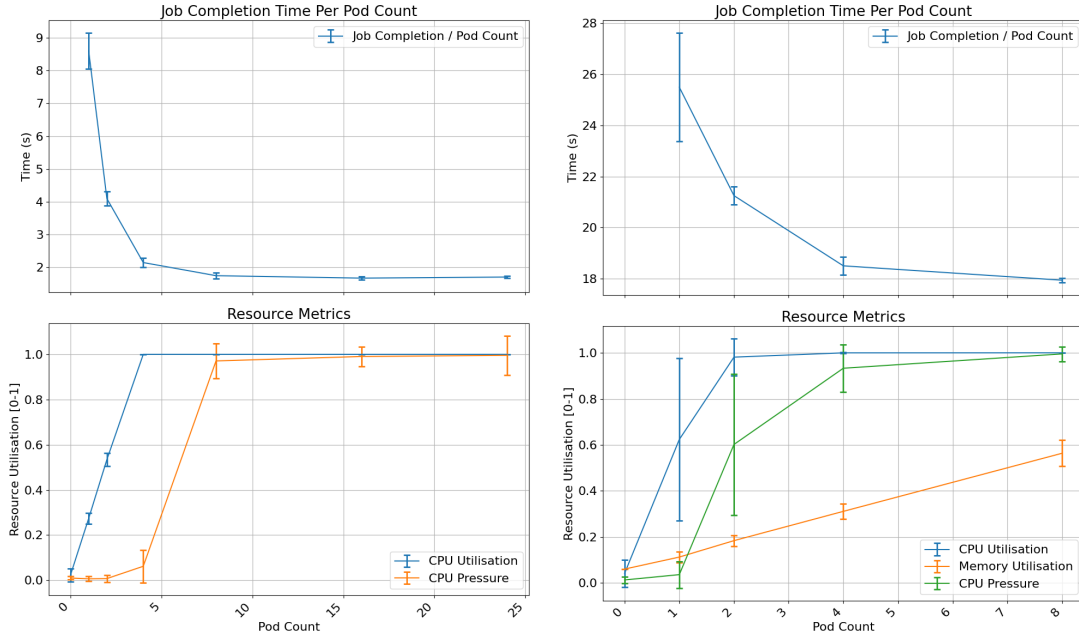 Job Completion Time Per Pod Count
Job Completion / Pod Count
9
8
7
6
5
4
3
2
Time (s)
Resource Metrics
1.0
0.8
0.6
0.4
0.2
0.0
Resource Utilisation [0-1]
CPU Utilisation
CPU Pressure
0
5
10
15
20
25
Pod Count
Job Completion Time Per Pod Count
Job Completion / Pod Count
28
26
24
22
20
18
Time (s)
Resource Metrics
1.0
0.8
0.6
0.4
0.2
0.0
Resource Utilisation [0-1]
CPU Utilisation
Memory Utilisation
CPU Pressure
0
1
2
3
4
5
6
7
8
Pod Count